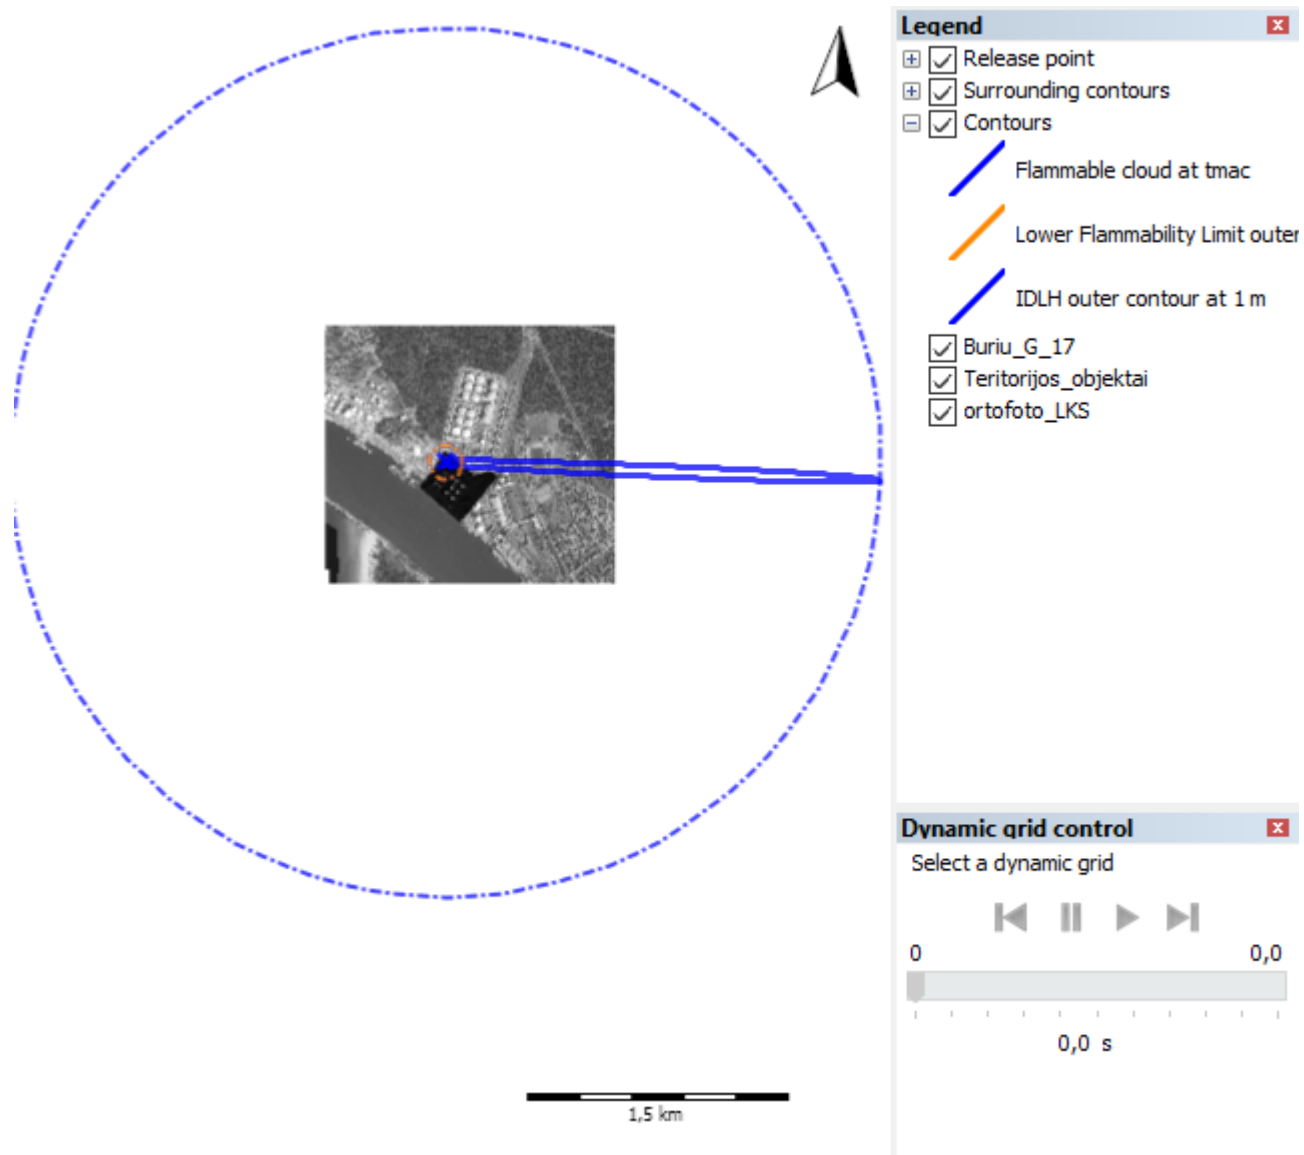 Legend
Release point
Surrounding contours
Contours
Flammable cloud at tmac
Lower Flammability Limit outer
IDLH outer contour at 1 m
Buriu_G_17
Teritorijos_objektai
ortofoto_LKS
Dynamic grid control
Select a dynamic grid
0 0,0
0,0 s
1,5 km